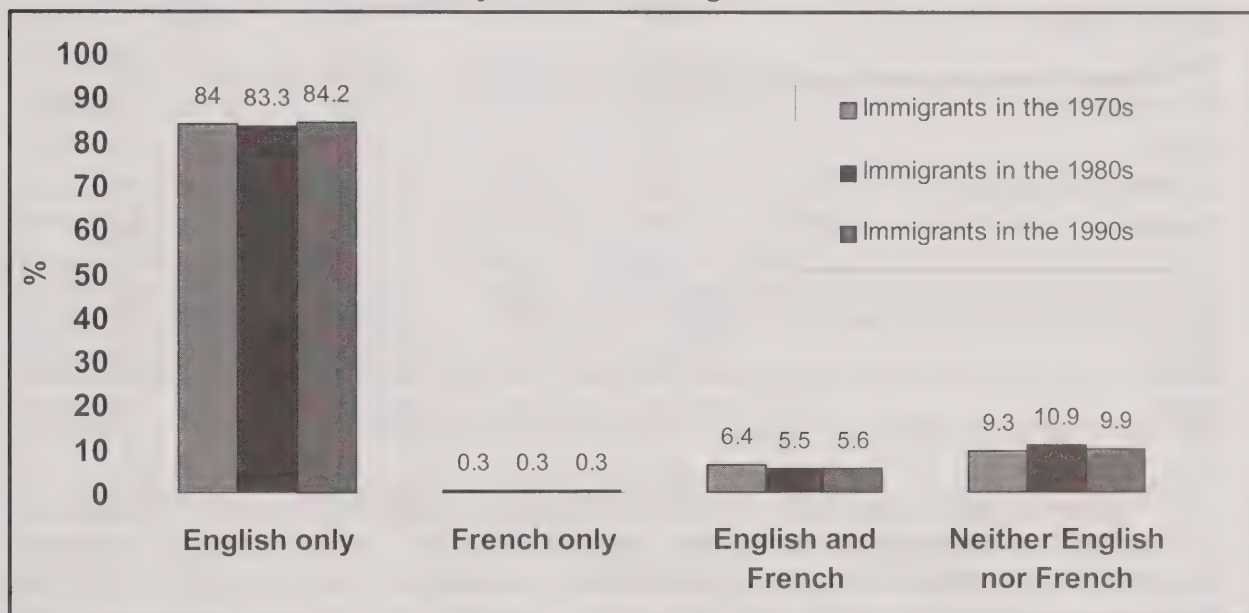 100
90
80
70
60
50
40
30
20
10
0
%
84 83.3 84.2
0.3 0.3 0.3
6.4 5.5 5.6
9.3 10.9 9.9
English only
French only
English and
French
Neither English
nor French
Immigrants in the 1970s
Immigrants in the 1980s
Immigrants in the 1990s